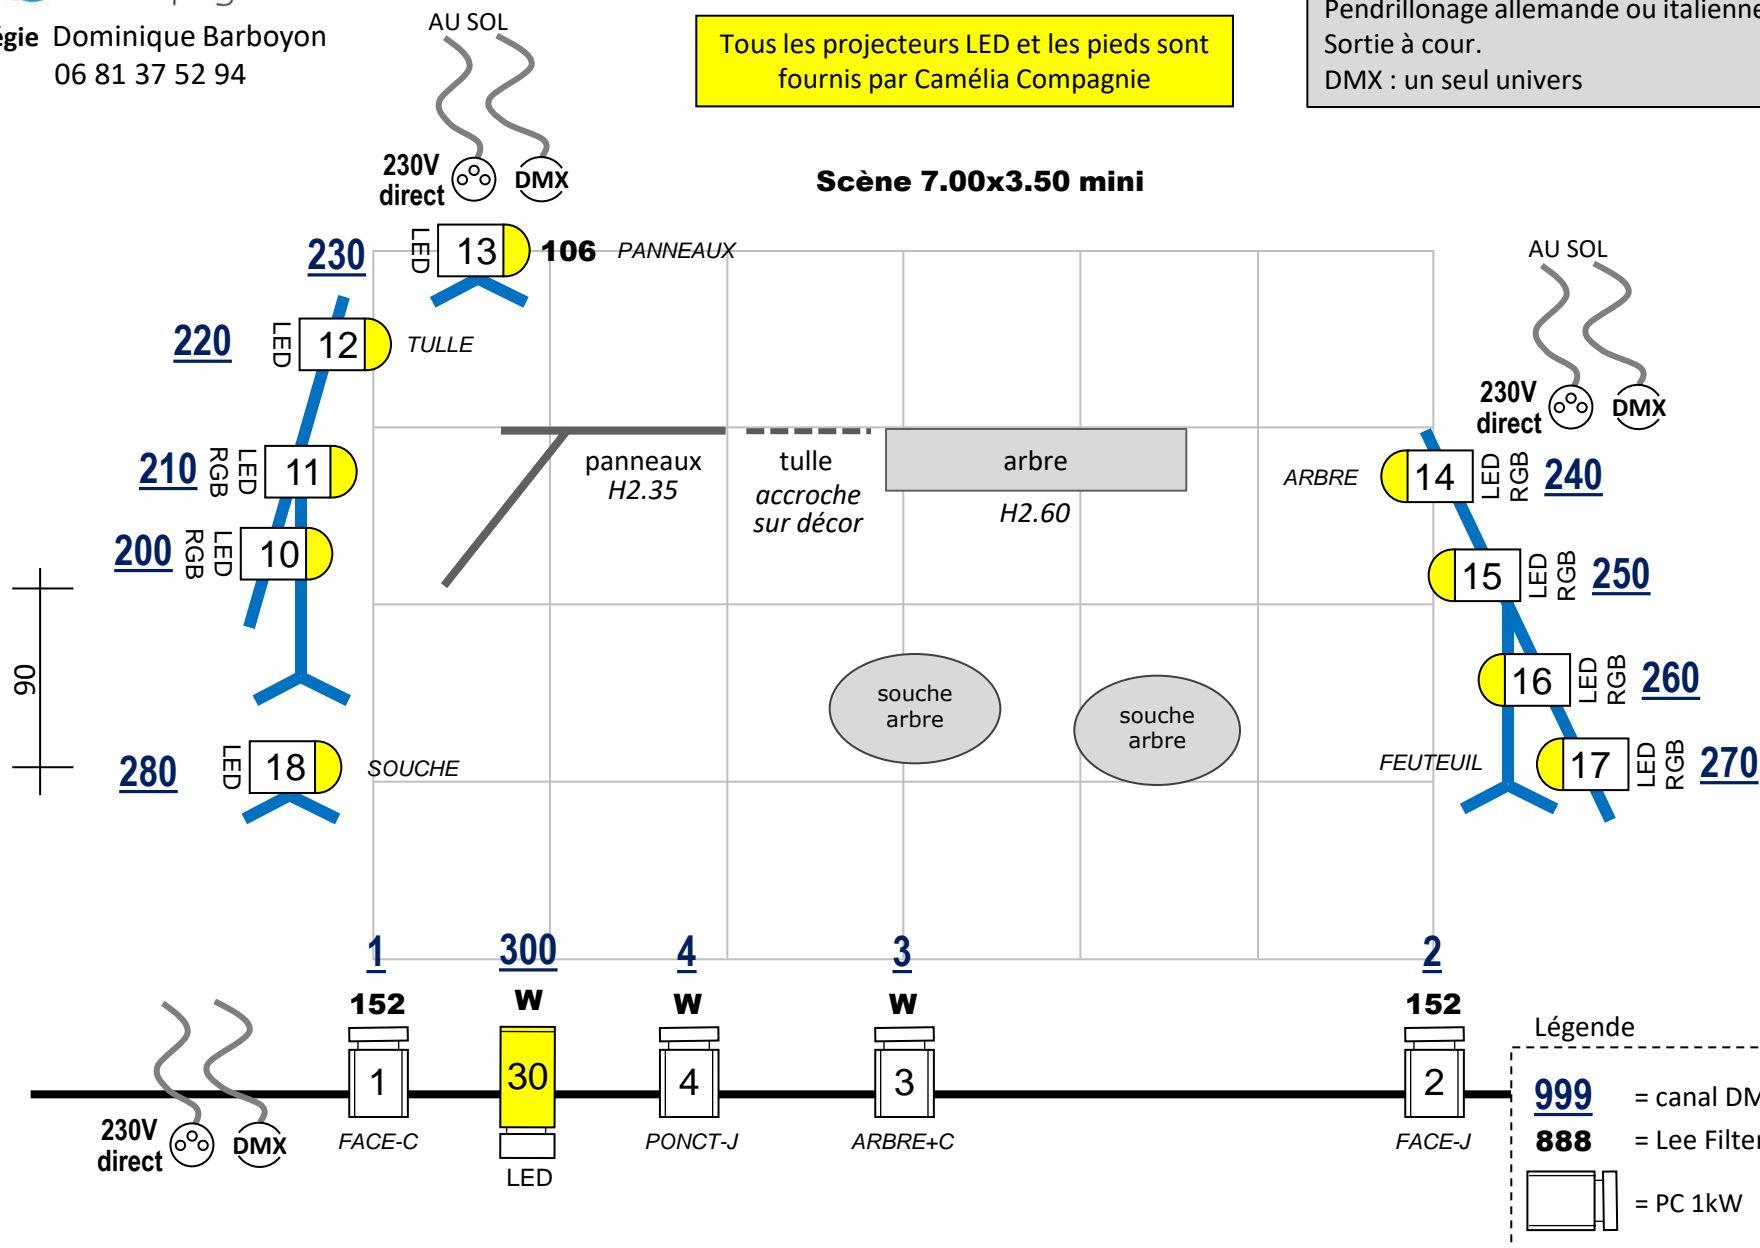 Dominique Barboyon
06 81 37 52 94
AU SOL
Tous les projecteurs LED et les pieds sont
fournis par Camélia Compagnie
Pendrillonage allemande ou italienne
Sortie à cour.
DMX : un seul univers
230V
direct
DMX
Scène 7.00x3.50 mini
230
LED
13
106
PANNEAUX
AU SOL
220
LED
12
TULLE
230V
direct
DMX
210
RGB
LED
11
panneaux
H2.35
tulle
accroche
sur décor
arbre
H2.60
ARBRE
14
LED
RGB
240
200
RGB
LED
10
15
LED
RGB
250
90
souche
arbre
souche
arbre
16
LED
RGB
260
280
LED
18
SOUCHE
FEUTEUIL
17
LED
RGB
270
1
300
4
3
2
152
W
W
W
152
1
30
4
3
2
230V
direct
DMX
FACE-C
LED
PONCT-J
ARBRE+C
FACE-J
Légende
999
= canal DM
888
= Lee Filter
= PC 1kW